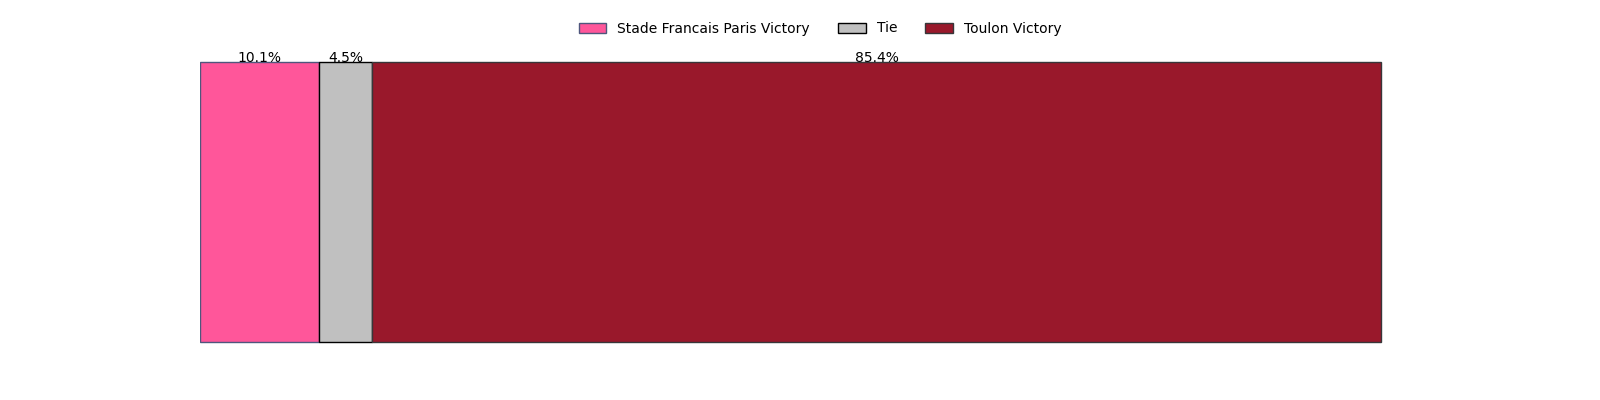 Stade Francais Paris Victory Tie Toulon Victory
10.1% 4.5% 85.4%